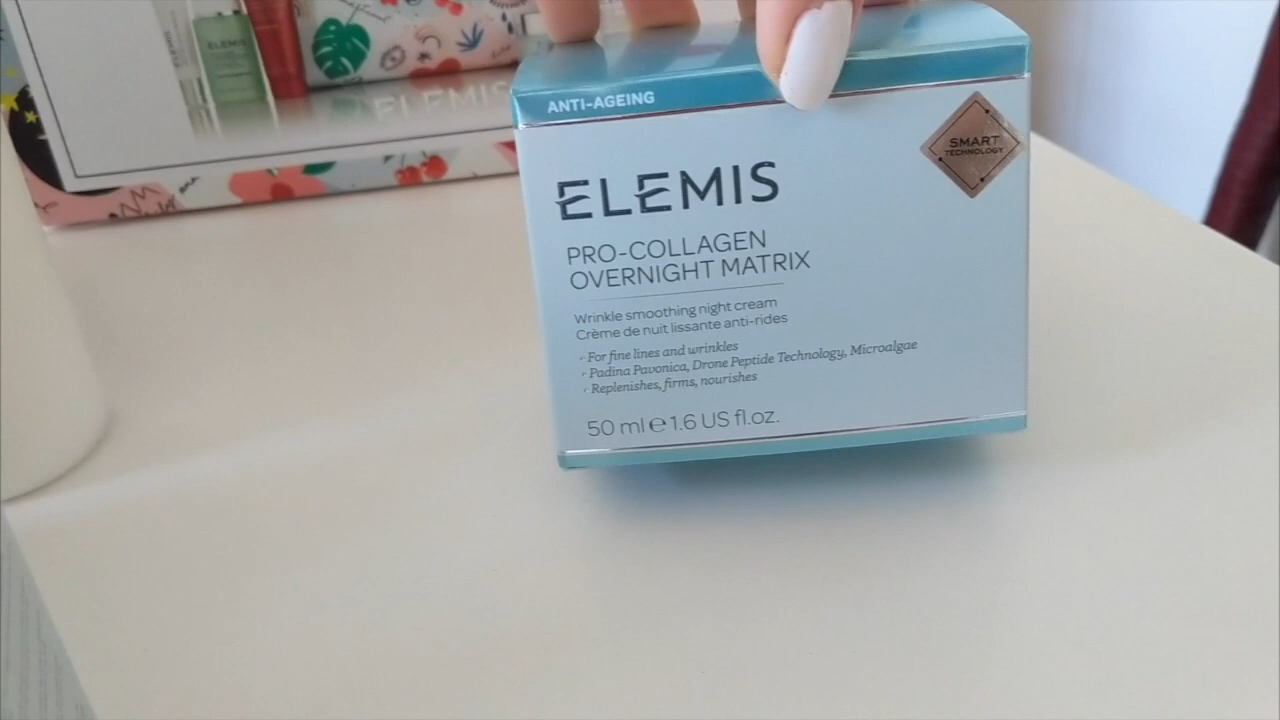 ELEMIS
ELEMIS
ANTI-AGEING
SMART
TECHNOLOGY
ELEMIS
PRO-COLLAGEN
OVERNIGHT MATRIX
Wrinkle smoothing night cream
Crème de nuit lissante anti-rides
· For fine lines and wrinkles
· Padina Pavonica, Drone Peptide Technology, Microalgae
· Replenishes, firms, nourishes
50 ml ℮ 1.6 US fl.oz.